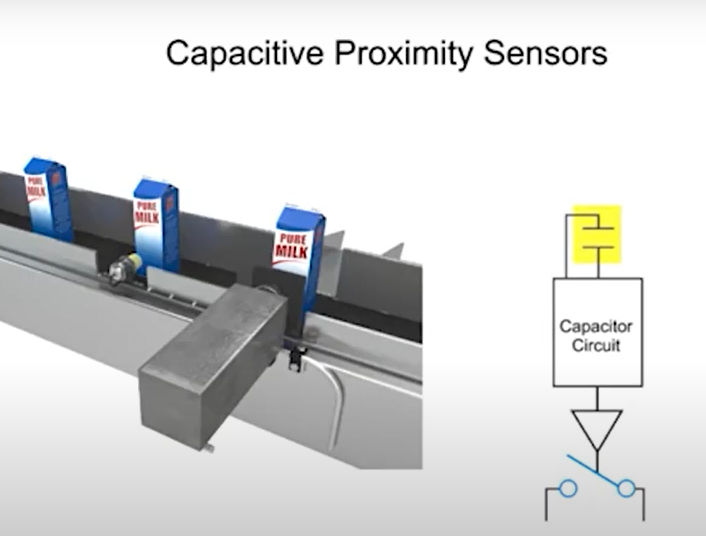 Capacitive Proximity Sensors
PURE
MILK
PURE
MILK
PURE
MILK
Capacitor
Circuit